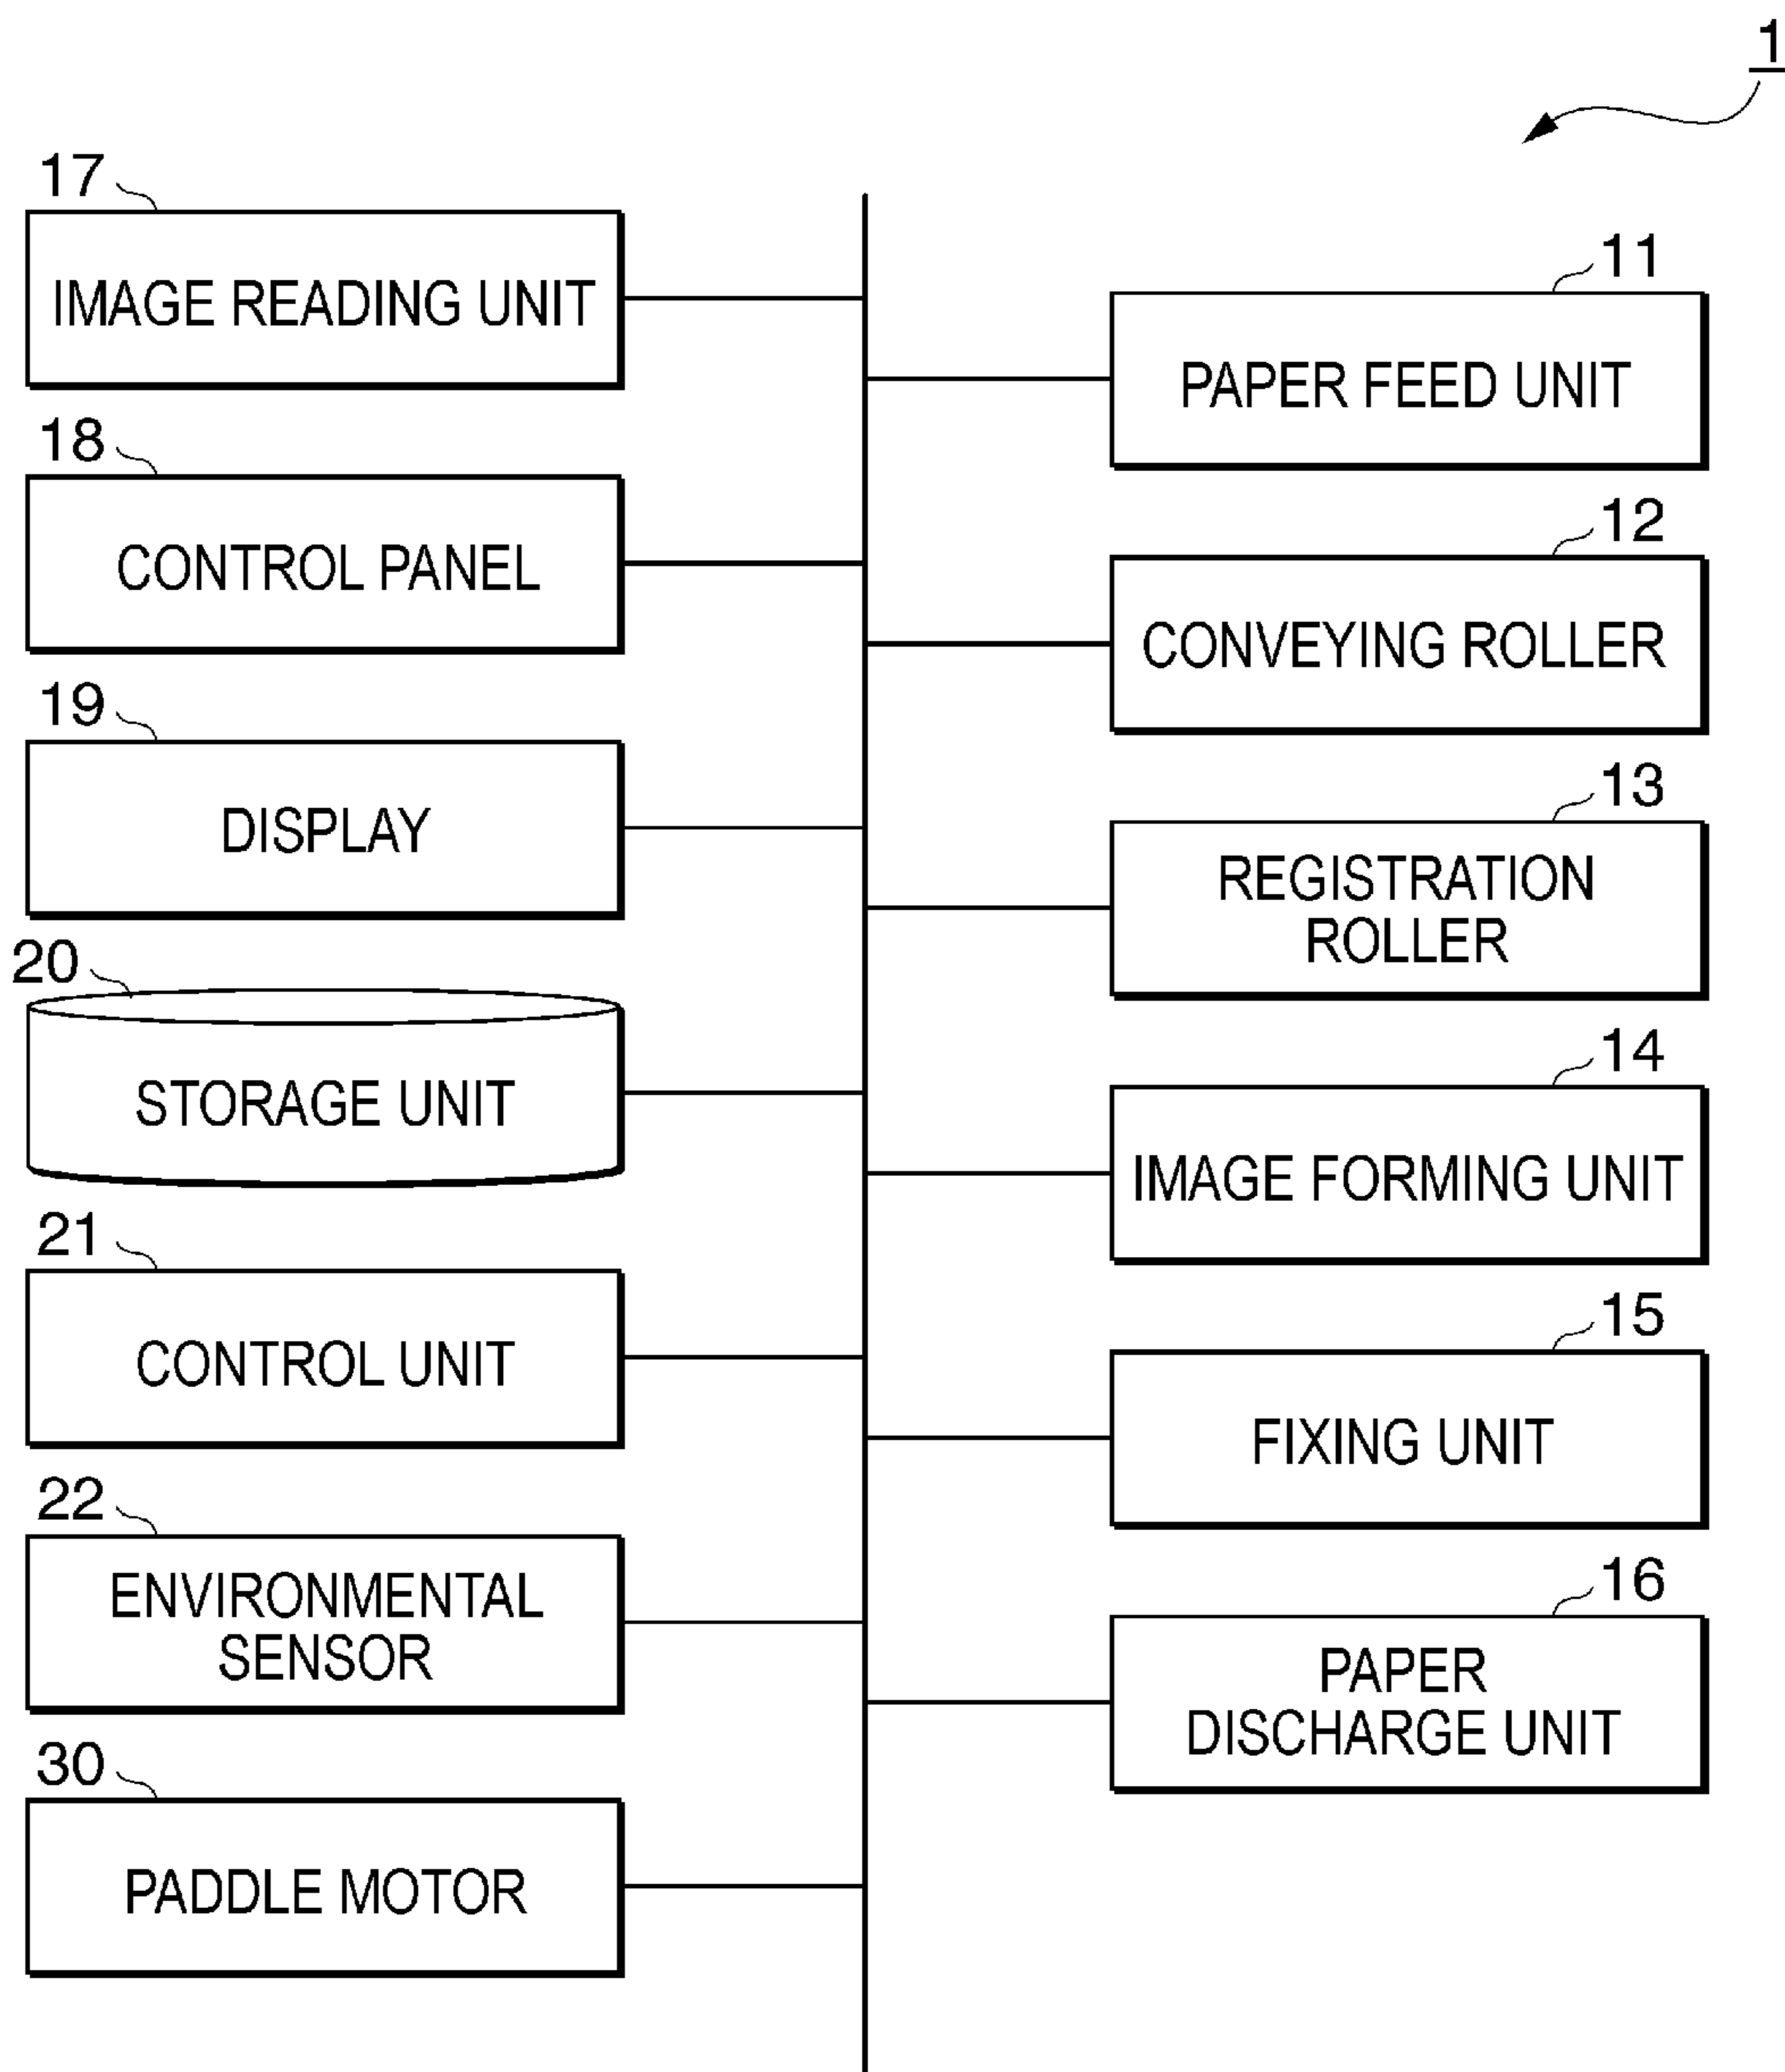 1
17
IMAGE READING UNIT
18
CONTROL PANEL
19
DISPLAY
20
STORAGE UNIT
21
CONTROL UNIT
22
ENVIRONMENTAL
SENSOR
30
PADDLE MOTOR
11
PAPER FEED UNIT
12
CONVEYING ROLLER
13
REGISTRATION
ROLLER
14
IMAGE FORMING UNIT
15
FIXING UNIT
16
PAPER
DISCHARGE UNIT